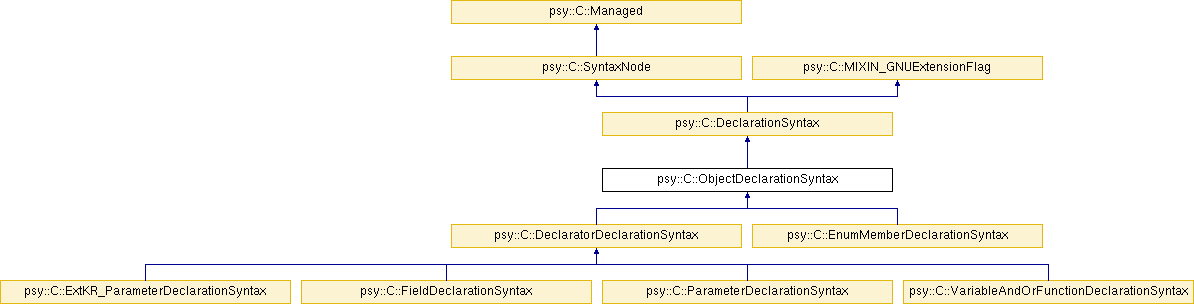 psy::C::Managed
psy::C::SyntaxNode
psy::C::MIXIN_GNUExtensionFlag
psy::C::DeclarationSyntax
psy::C::ObjectDeclarationSyntax
psy::C::DeclaratorDeclarationSyntax
psy::C::EnumMemberDeclarationSyntax
psy::C::ExtKR_ParameterDeclarationSyntax
psy::C::FieldDeclarationSyntax
psy::C::ParameterDeclarationSyntax
psy::C::VariableAndOrFunctionDeclarationSyntax